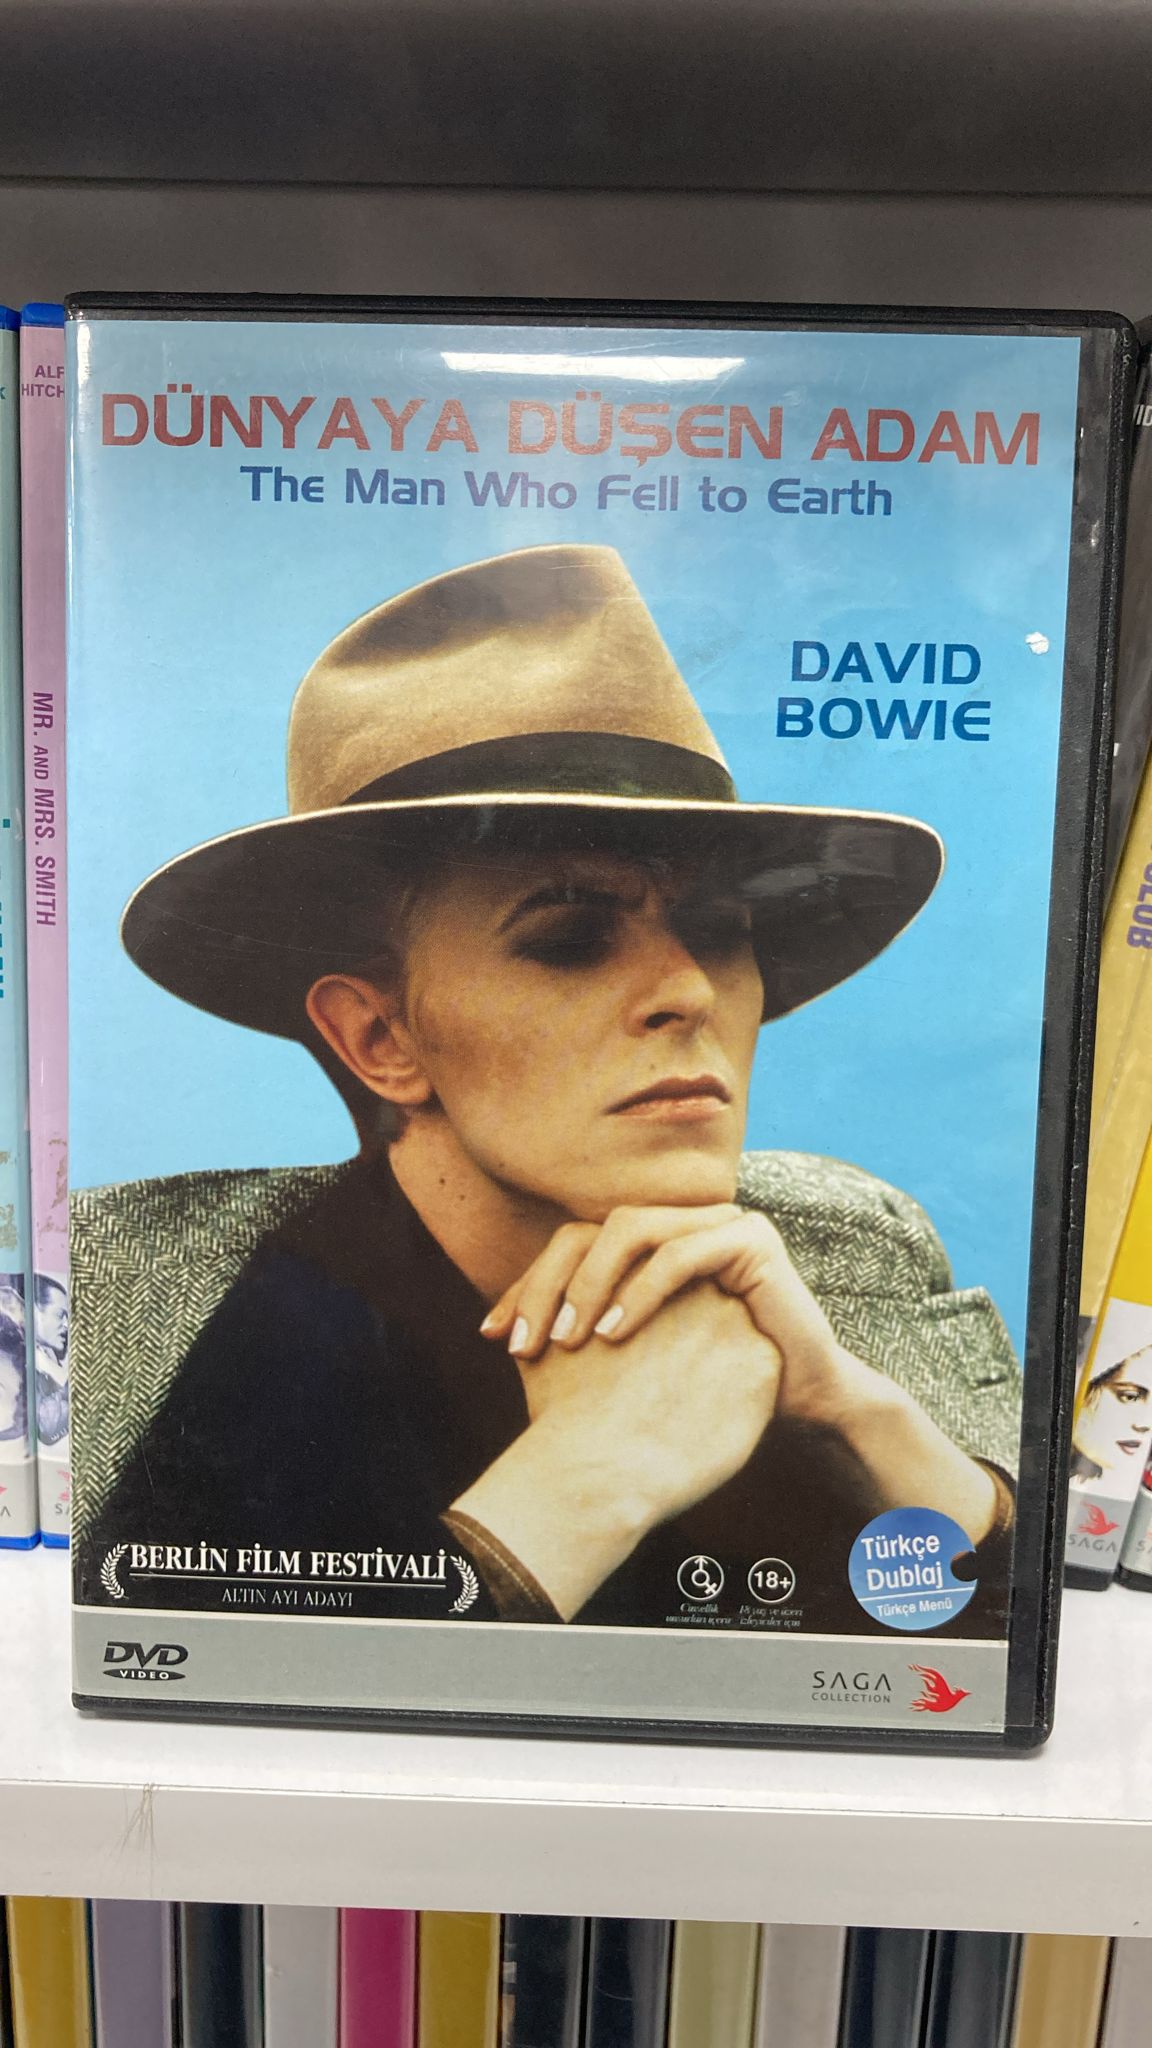 DÜNYAYA DÜŞEN ADAM
The Man Who Fell to Earth
DAVID
BOWIE
BERLİN FİLM FESTİVALİ
ALTIN AYI ADAYI
18+
Türkçe
Dublaj
Türkçe Menü
DVD
VIDEO
SAGA
COLLECTION
MR. AND MRS. SMITH
SAGA